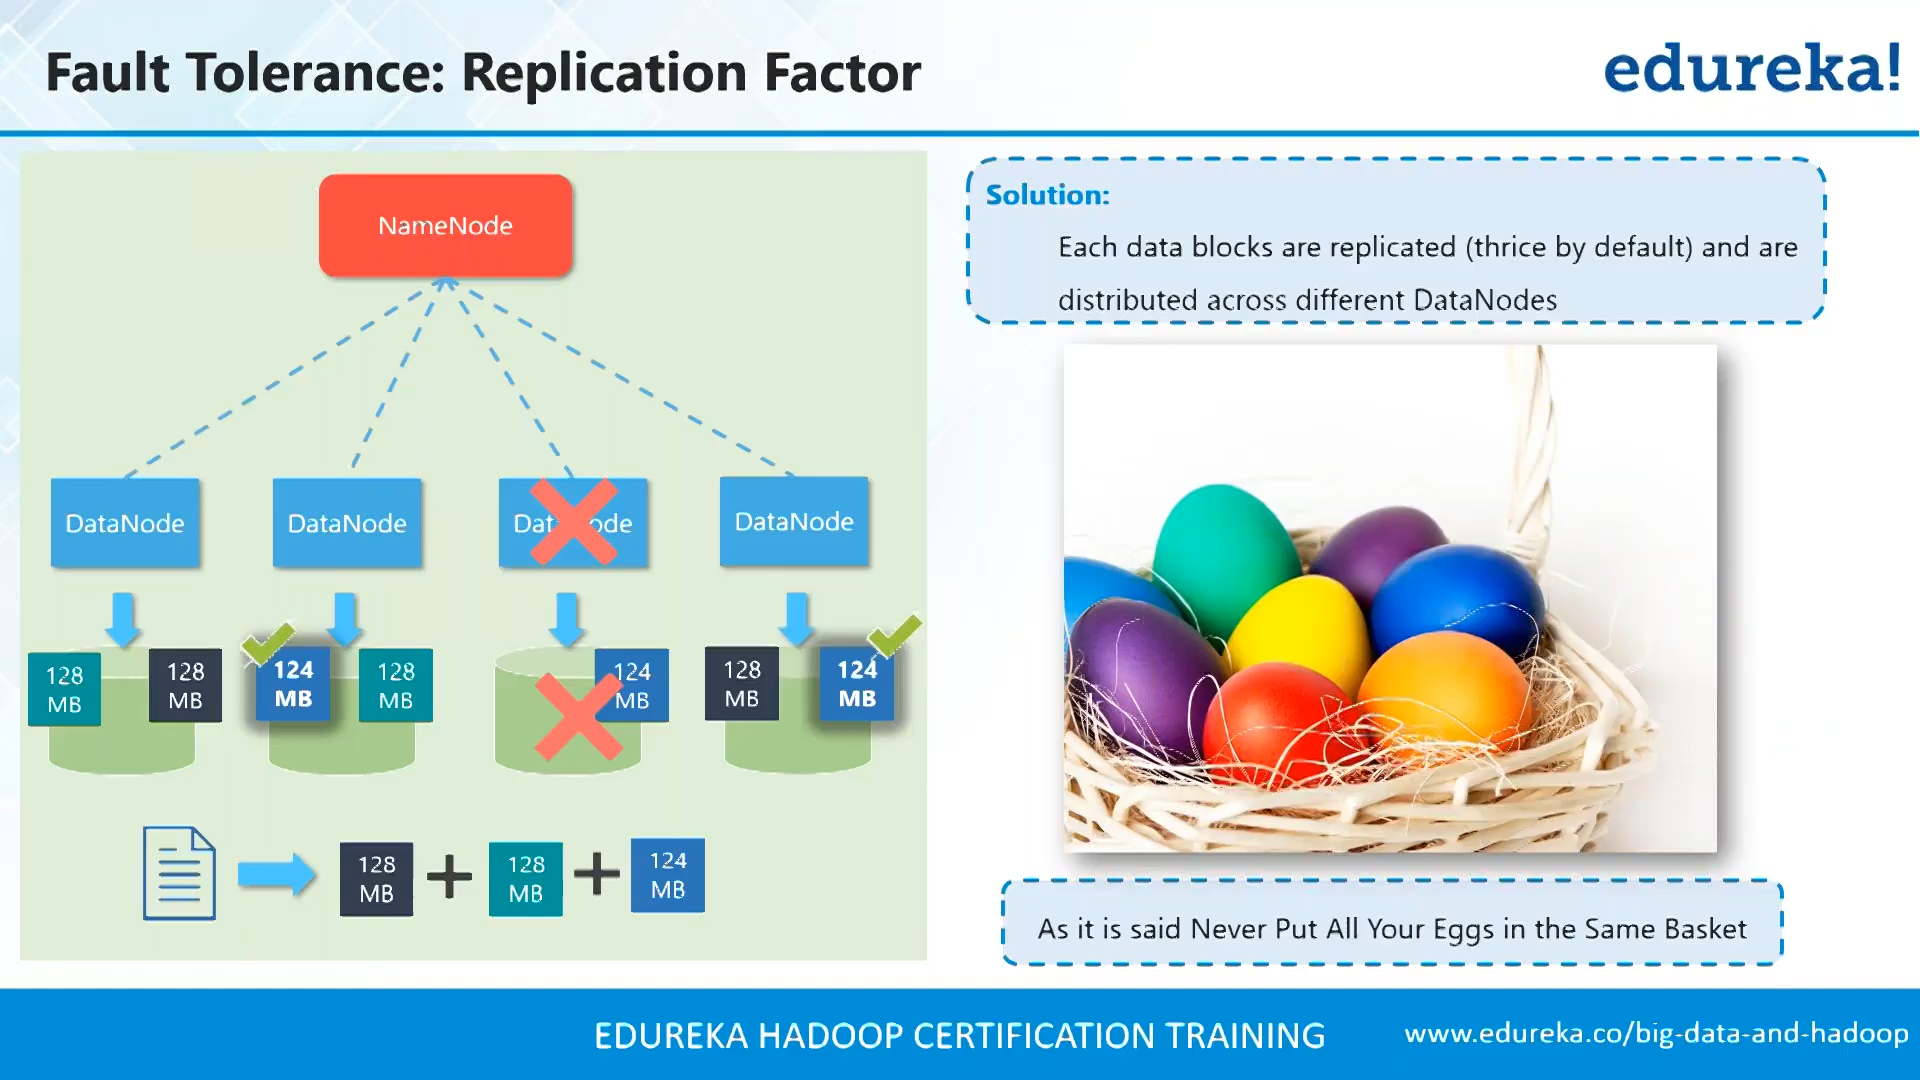 Fault Tolerance: Replication Factor
edureka!
NameNode
DataNode
DataNode
DataNode
128
MB
128
MB
124
MB
128
MB
124
MB
128
MB
124
MB
128
MB
128
MB
124
MB
Solution:
Each data blocks are replicated (thrice by default) and are
distributed across different DataNodes
As it is said Never Put All Your Eggs in the Same Basket
EDUREKA HADOOP CERTIFICATION TRAINING
www.edureka.co/big-data-and-hadoop